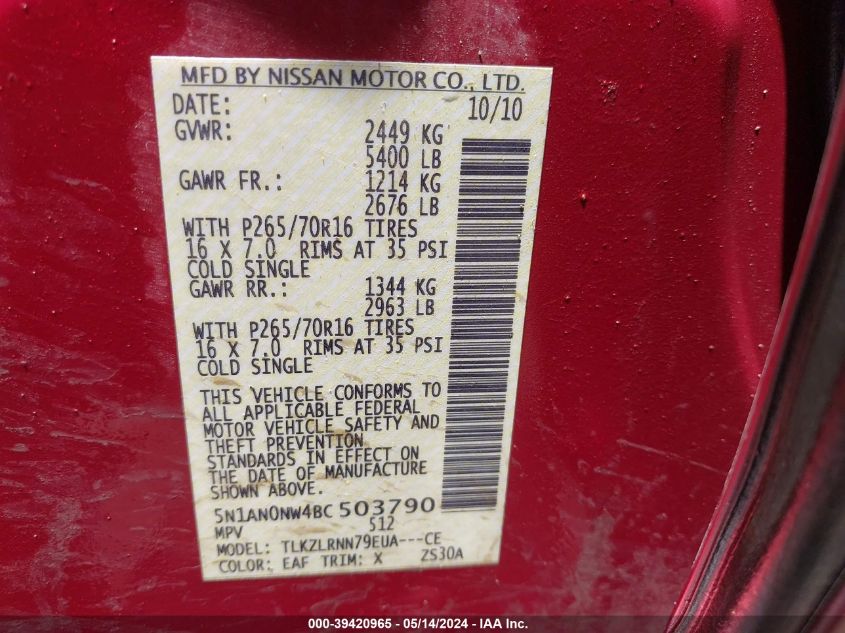 MFD BY NISSAN MOTOR CO., LTD.
DATE: 10/10
GVWR: 2449 KG
5400 LB
GAWR FR.: 1214 KG
2676 LB
WITH P265/70R16 TIRES
16 X 7.0 RIMS AT 35 PSI
COLD SINGLE
GAWR RR.: 1344 KG
2963 LB
WITH P265/70R16 TIRES
16 X 7.0 RIMS AT 35 PSI
COLD SINGLE
THIS VEHICLE CONFORMS TO
ALL APPLICABLE FEDERAL
MOTOR VEHICLE SAFETY AND
THEFT PREVENTION
STANDARDS IN EFFECT ON
THE DATE OF MANUFACTURE
SHOWN ABOVE.
5N1AN0NW4BC 503790
MPV 512
MODEL: TLKZLRNN79EUA---CE
COLOR: EAF TRIM: X ZS30A
000-39420965 - 05/14/2024 - IAA Inc.